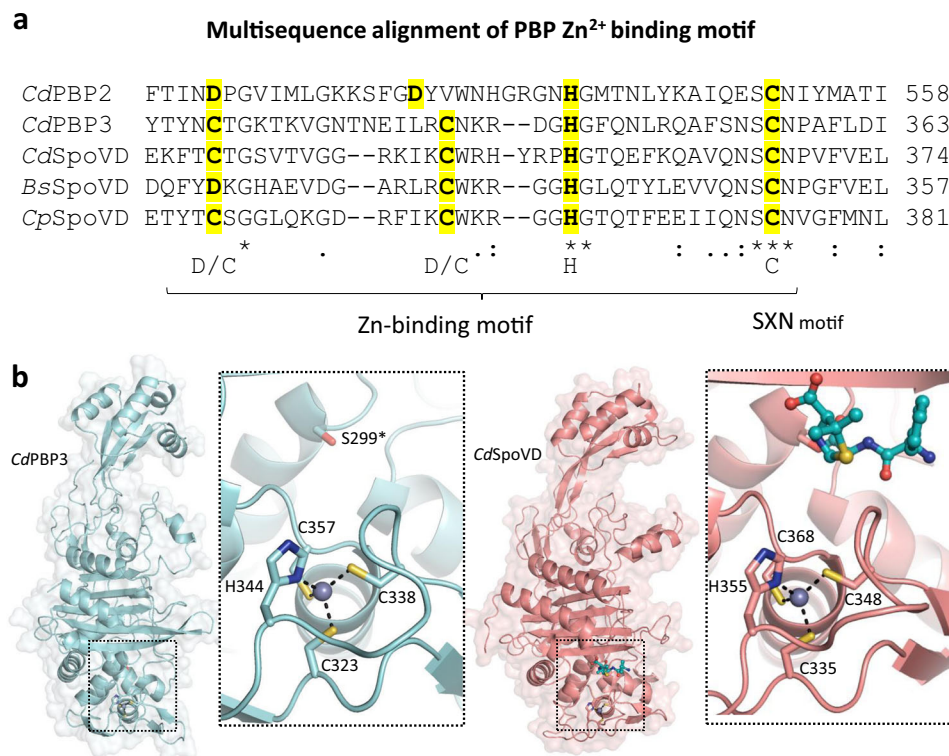 a
Multisequence alignment of PBP Zn2+ binding motif
CdPBP2 FTINDPGVIMLGKKSFGDYVWNHGRGNHGMTNLYKAIQESCNIYMATI 558
CdPBP3 YTYNCTGKTKVGNTNEILRCNKR--DGHGFQNLRQAFSNSCNPAFLDI 363
CdSpoVD EKFTCTGSVTVGG--RKIKCWRH-YRPHGTQEFKQAVQNSCNPVFVEL 374
BsSpoVD DQFYDKGHAEVDG--ARLRCWKR--GGHGLQTYLEVVQNSCNPGFVEL 357
CpSpoVD ETYTCSGGLQKGD--RFIKCWKR--GGHGTQTFEEIIQNSCNVGFMNL 381
* . .: ** : ..:*** : :
D/C D/C H C
Zn-binding motif SXN motif
b
CdPBP3
S299*
C357
H344
C338
C323
CdSpoVD
C368
H355
C348
C335